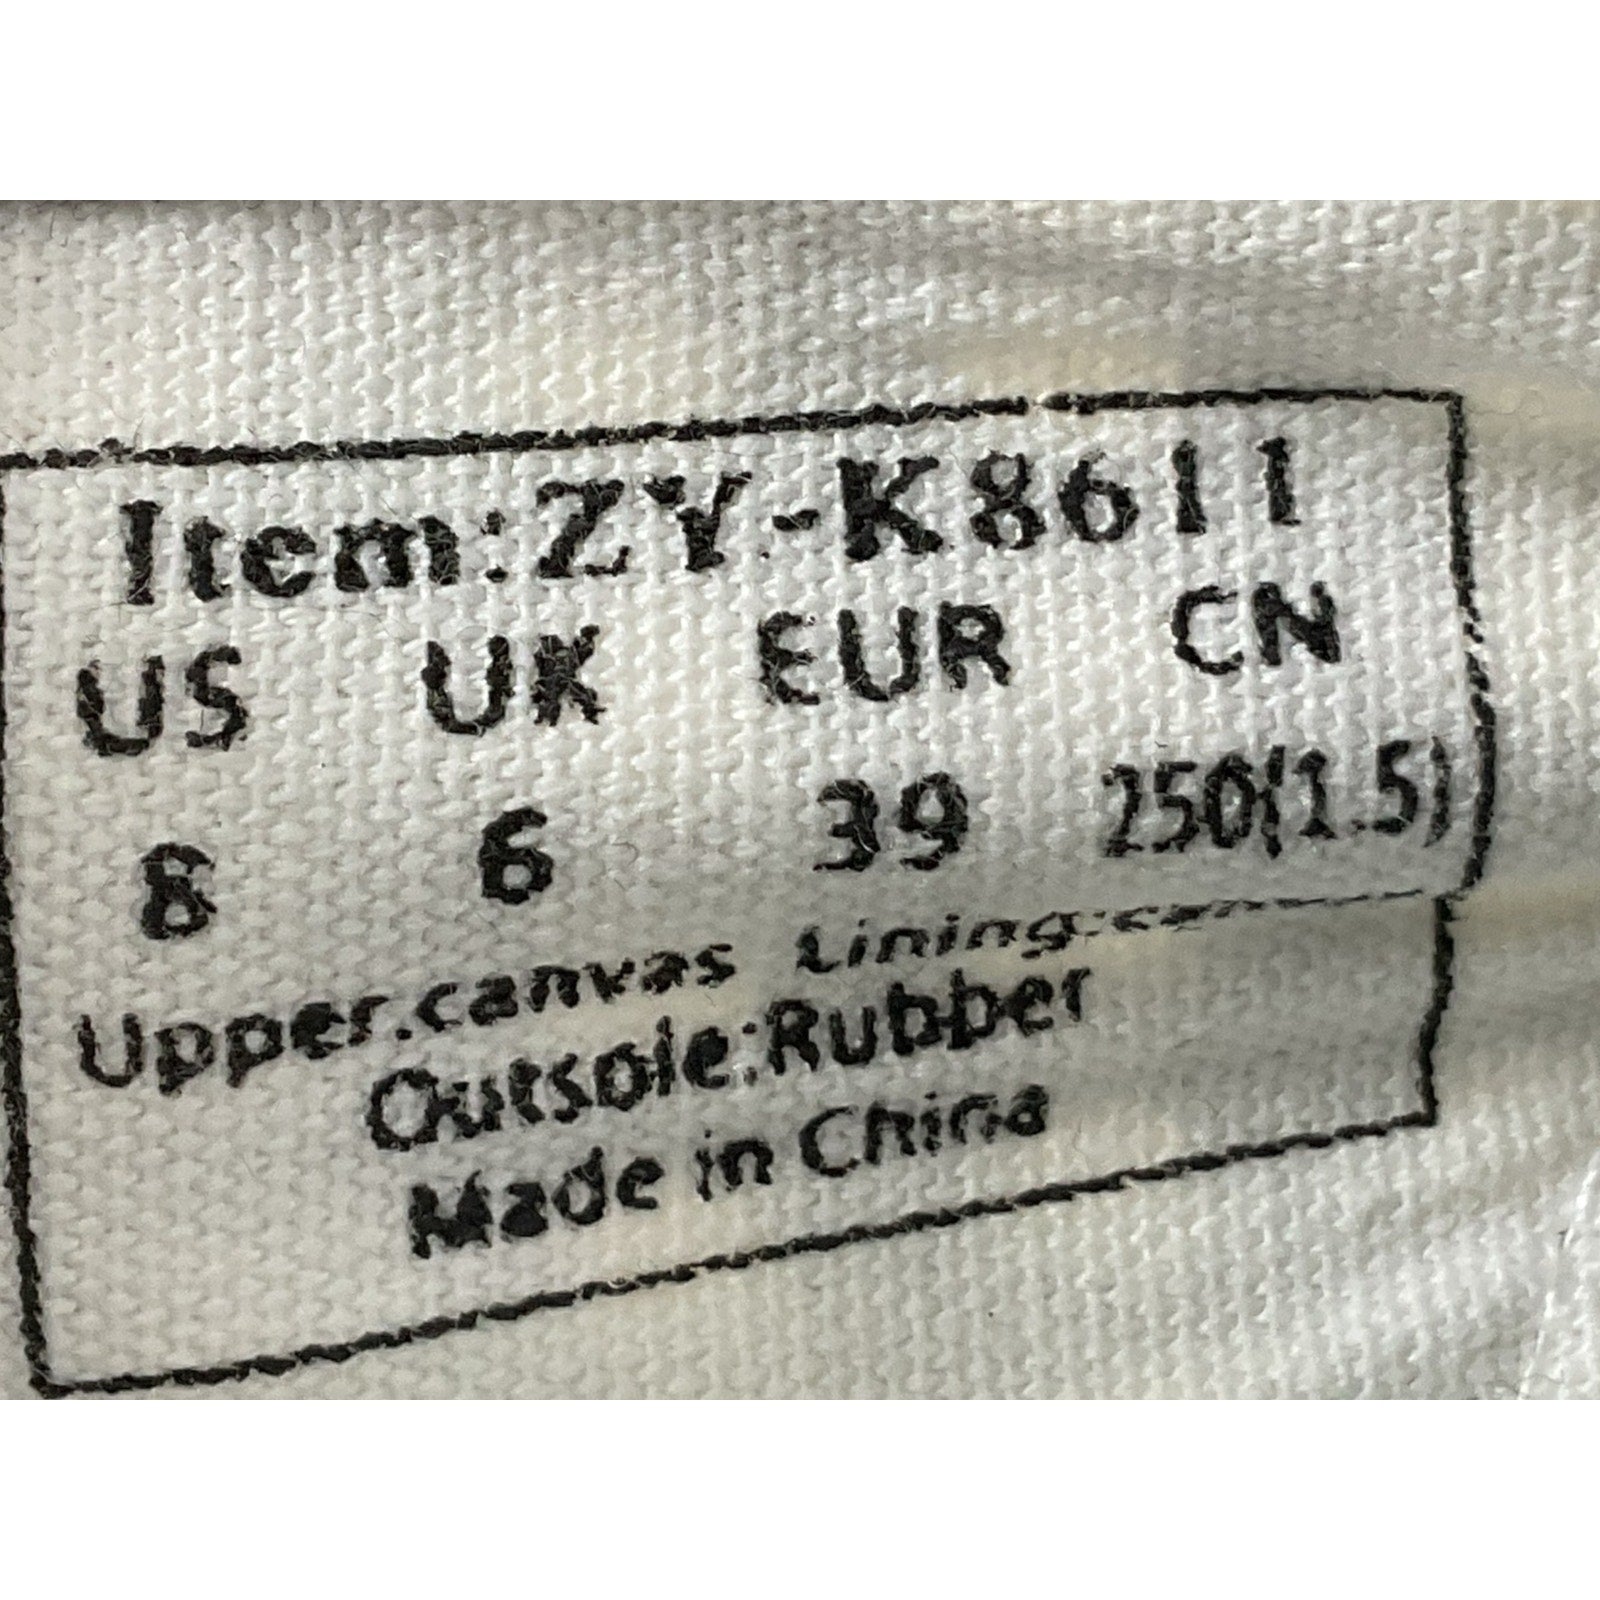 Item:ZY-K8611
US UK EUR CN
8 6 39 250(1.5)
Upper:canvas Lining:canvas
Outsole:Rubber
Made in China